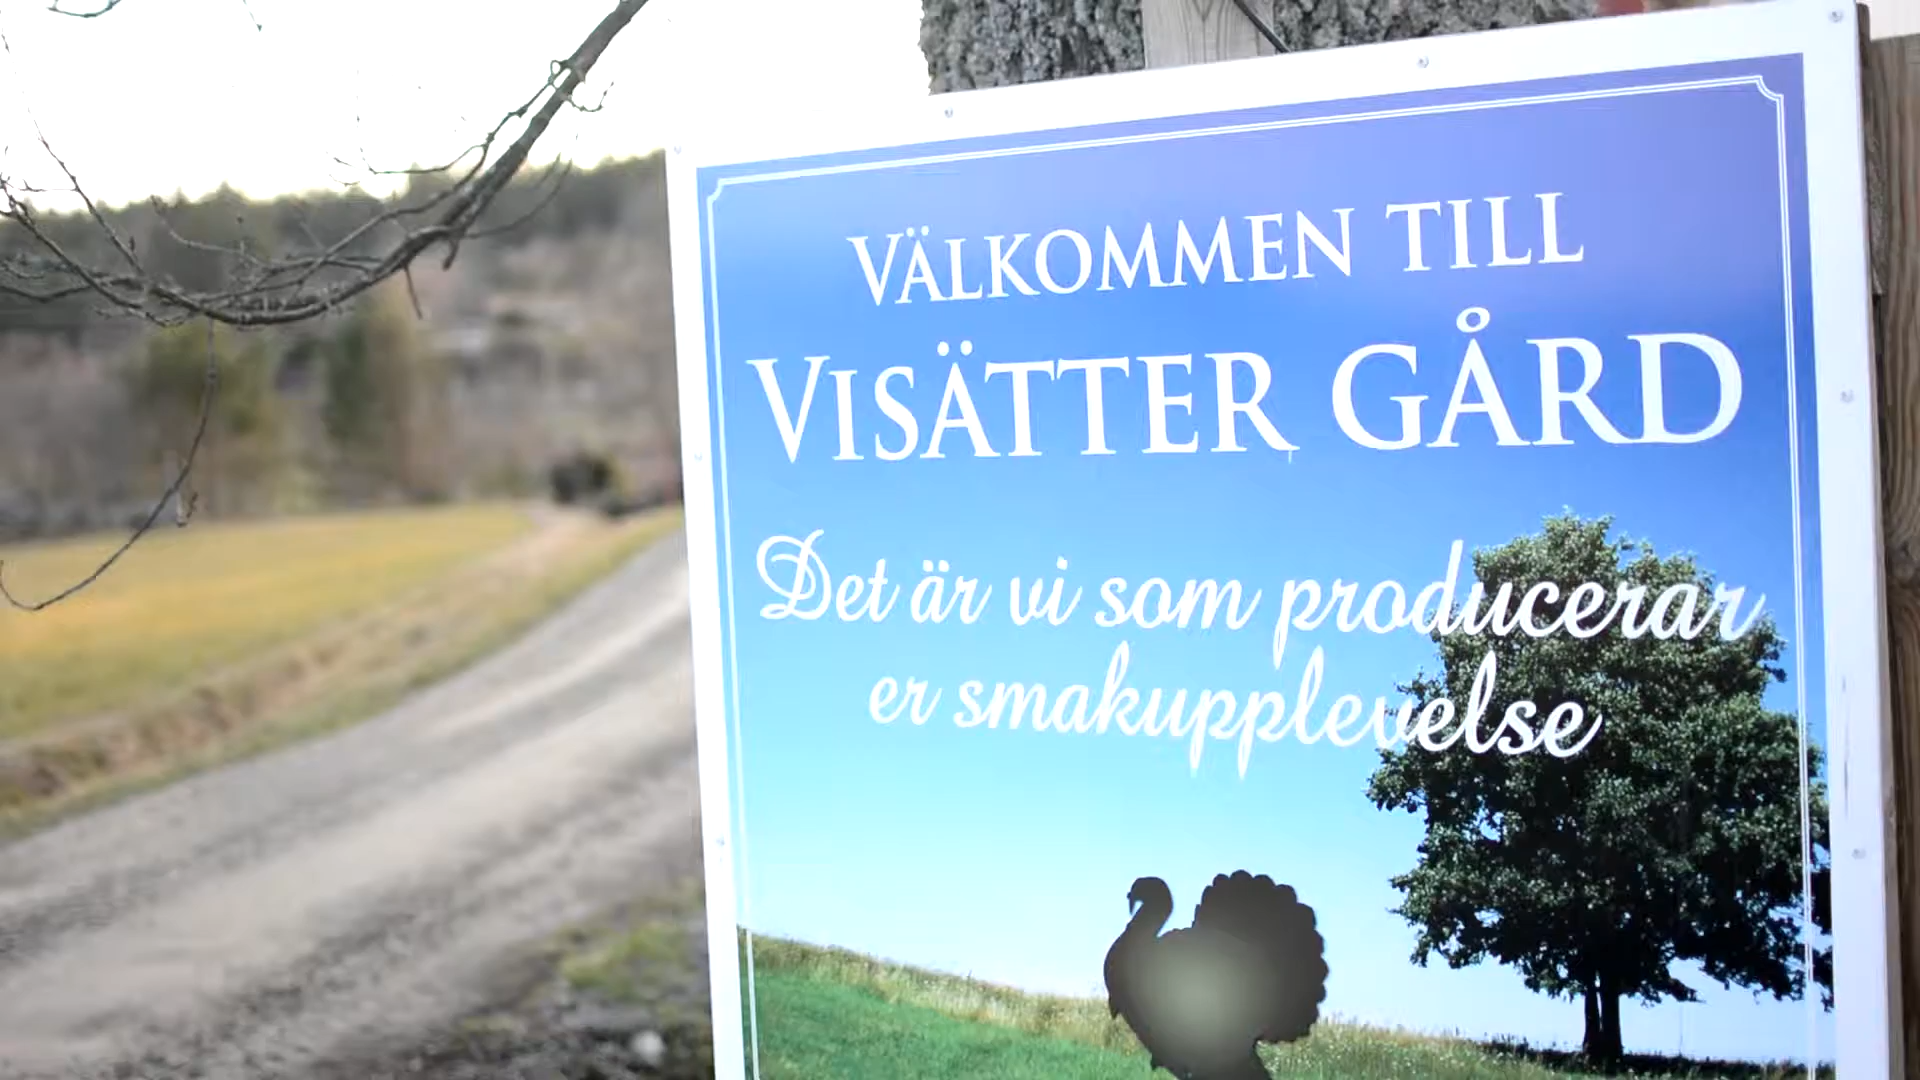 VÄLKOMMEN TILL
VISÄTTER GÅRD
Det är vi som producerar
er smakupplevelse